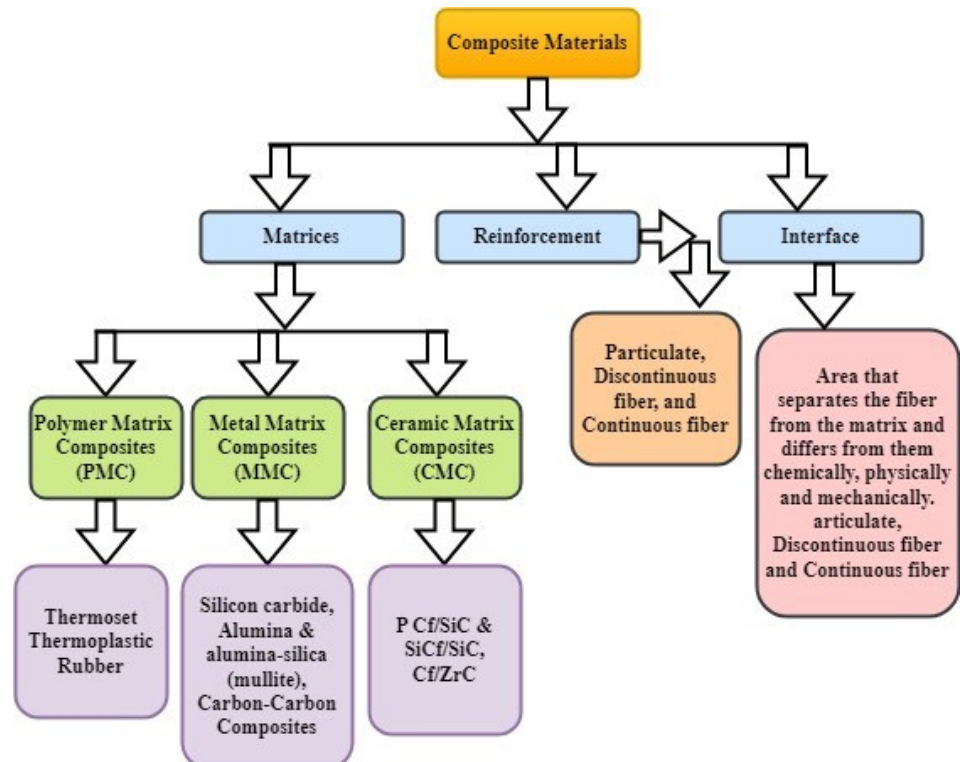 Composite Materials
Matrices
Reinforcement
Interface
Particulate,
Discontinuous
fiber, and
Continuous fiber
Area that
separates the fiber
from the matrix and
differs from them
chemically, physically
and mechanically.
articulate,
Discontinuous fiber
and Continuous fiber
Polymer Matrix
Composites
(PMC)
Metal Matrix
Composites
(MMC)
Ceramic Matrix
Composites
(CMC)
Thermoset
Thermoplastic
Rubber
Silicon carbide,
Alumina &
alumina-silica
(mullite),
Carbon-Carbon
Composites
P Cf/SiC &
SiCf/SiC,
Cf/ZrC